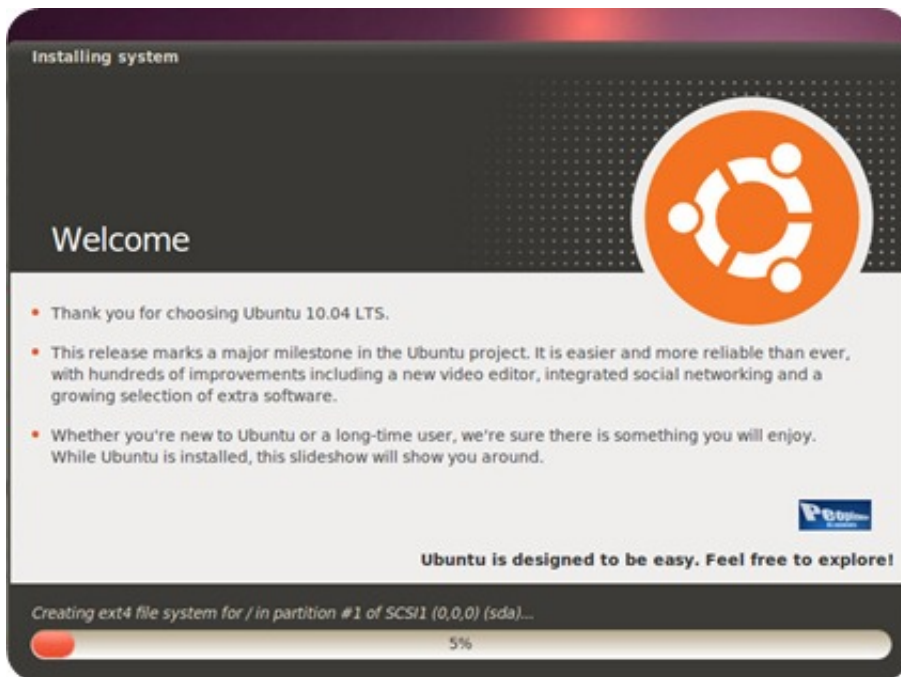 Installing system
Welcome
Thank you for choosing Ubuntu 10.04 LTS.
This release marks a major milestone in the Ubuntu project. It is easier and more reliable than ever,
with hundreds of improvements including a new video editor, integrated social networking and a
growing selection of extra software.
Whether you're new to Ubuntu or a long-time user, we're sure there is something you will enjoy.
While Ubuntu is installed, this slideshow will show you around.
Ubuntu is designed to be easy. Feel free to explore!
Creating ext4 file system for / in partition #1 of SCSI1 (0,0,0) (sda)...
5%